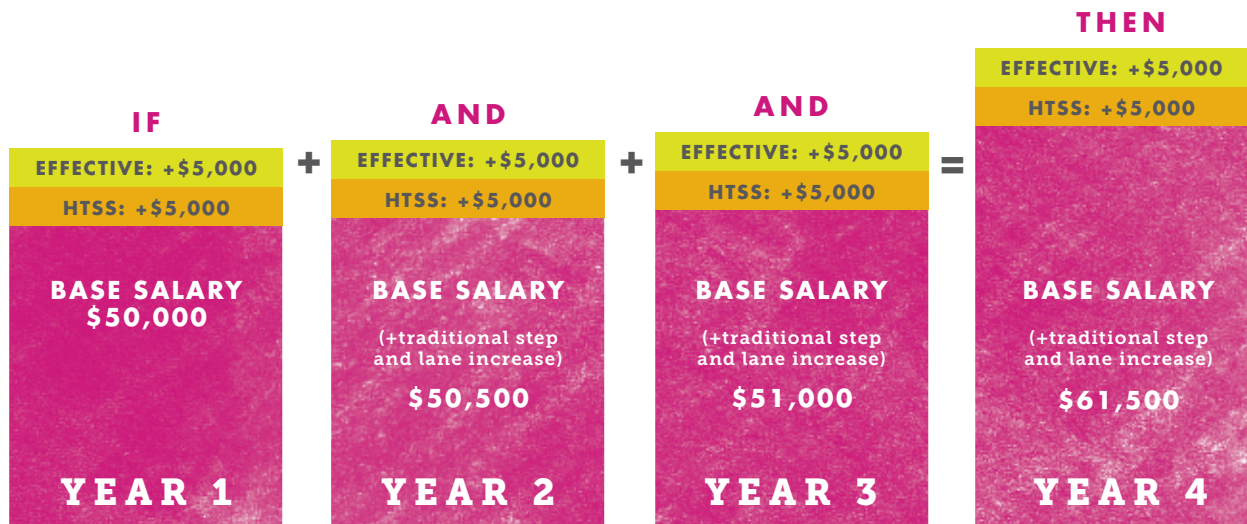 IF
EFFECTIVE: +$5,000
HTSS: +$5,000
BASE SALARY
$50,000
YEAR 1
+
AND
EFFECTIVE: +$5,000
HTSS: +$5,000
BASE SALARY
(+traditional step
and lane increase)
$50,500
YEAR 2
+
AND
EFFECTIVE: +$5,000
HTSS: +$5,000
BASE SALARY
(+traditional step
and lane increase)
$51,000
YEAR 3
=
THEN
EFFECTIVE: +$5,000
HTSS: +$5,000
BASE SALARY
(+traditional step
and lane increase)
$61,500
YEAR 4